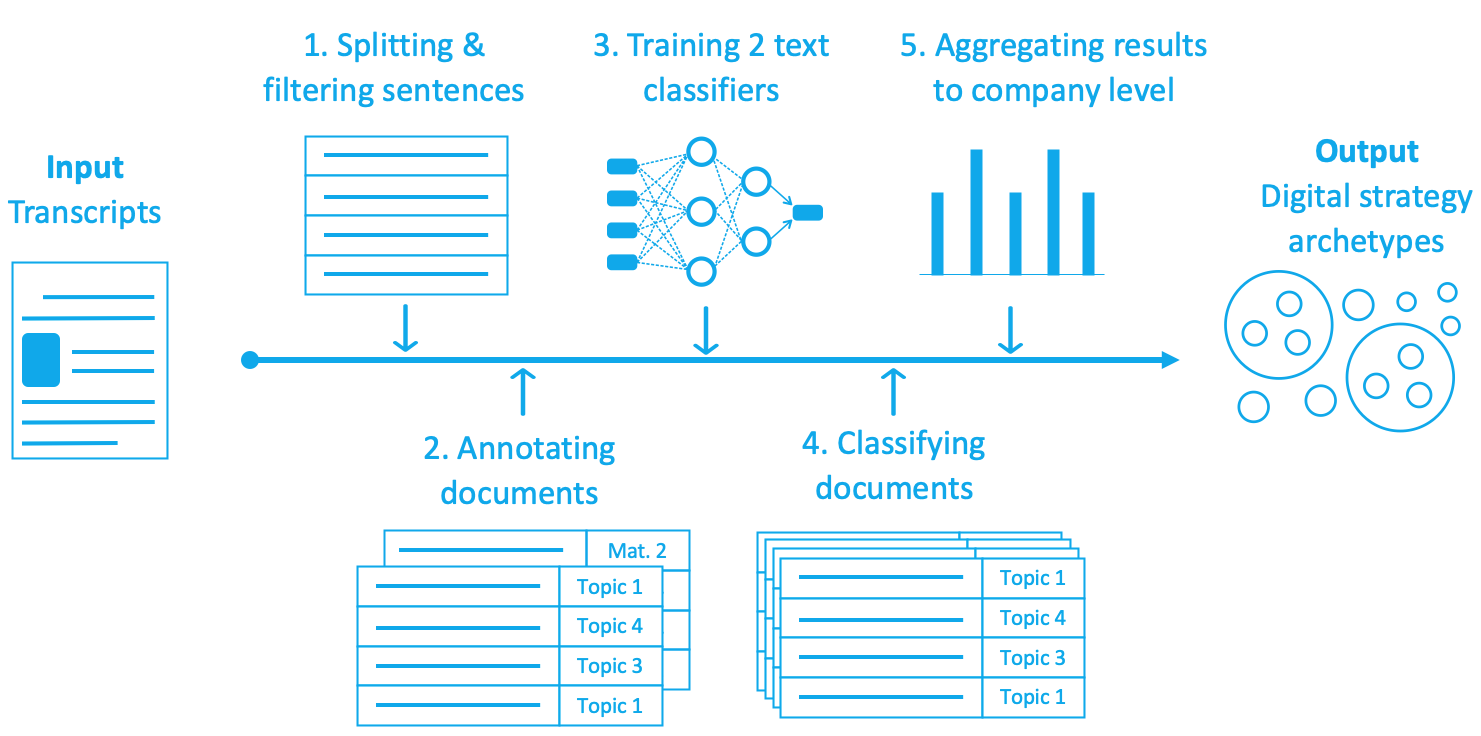 Input
Transcripts
1. Splitting &
filtering sentences
2. Annotating
documents
Mat. 2
Topic 1
Topic 4
Topic 3
Topic 1
3. Training 2 text
classifiers
4. Classifying
documents
Topic 1
Topic 4
Topic 3
Topic 1
5. Aggregating results
to company level
Output
Digital strategy
archetypes